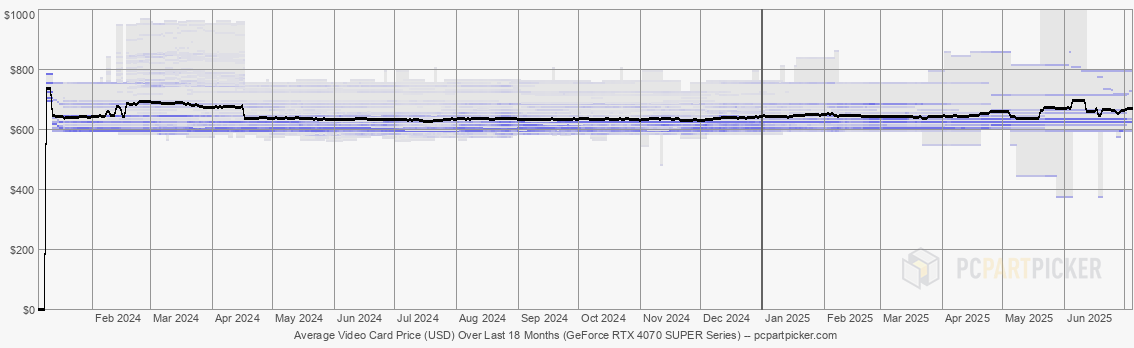 $1000
$800
$600
$400
$200
$0
PCPARTPICKER
Feb 2024 Mar 2024 Apr 2024 May 2024 Jun 2024 Jul 2024 Aug 2024 Sep 2024 Oct 2024 Nov 2024 Dec 2024 Jan 2025 Feb 2025 Mar 2025 Apr 2025 May 2025 Jun 2025
Average Video Card Price (USD) Over Last 18 Months (GeForce RTX 4070 SUPER Series) -- pcpartpicker.com